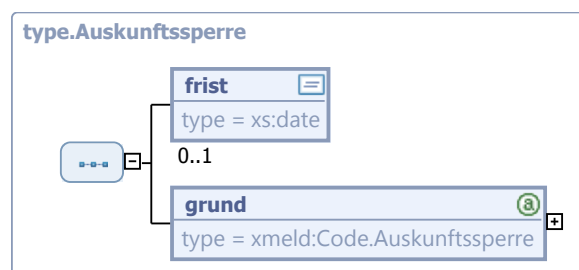 type.Auskunftssperre
frist
type = xs:date
0..1
grund
type = xmeld:Code.Auskunftssperre